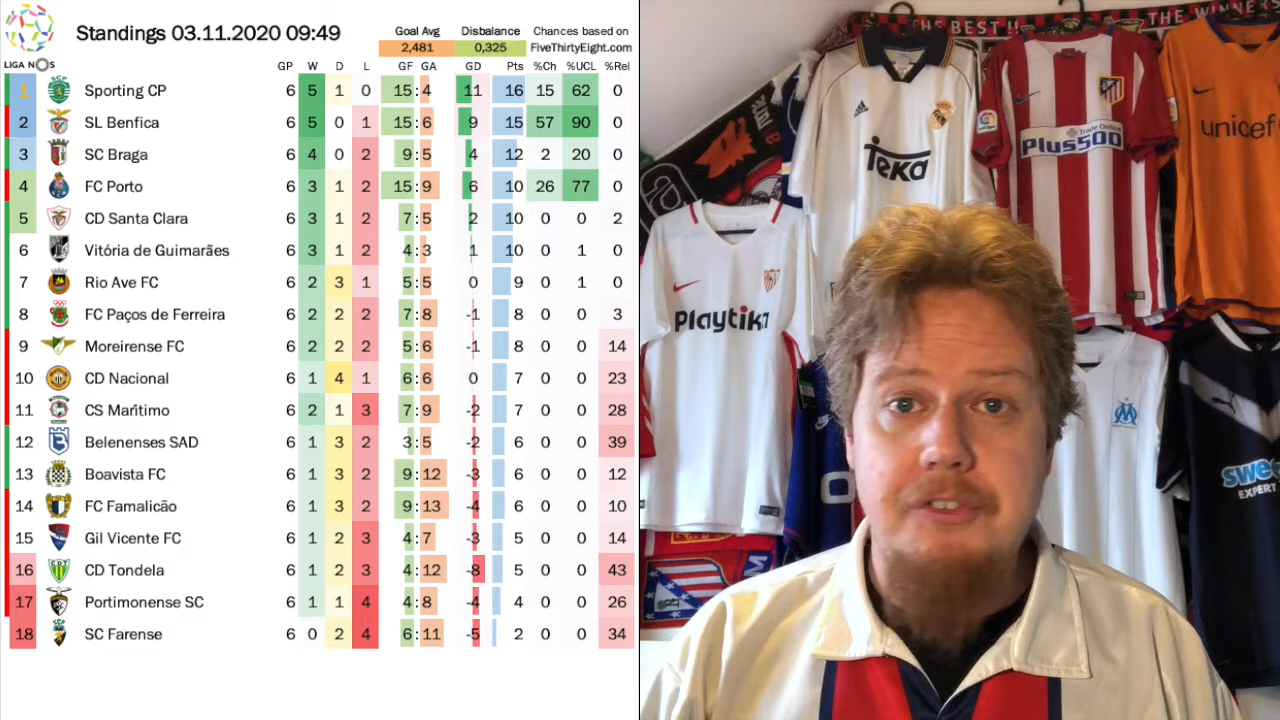 Standings 03.11.2020 09:49
Goal Avg Disbalance Chances based on
2,481 0,325 FiveThirtyEight.com
LIGA NOS GP W D L GF GA GD Pts %Ch %UCL %Rel
1 Sporting CP 6 5 1 0 15:4 11 16 15 62 0
2 SL Benfica 6 5 0 1 15:6 9 15 57 90 0
3 SC Braga 6 4 0 2 9:5 4 12 2 20 0
4 FC Porto 6 3 1 2 15:9 6 10 26 77 0
5 CD Santa Clara 6 3 1 2 7:5 2 10 0 0 2
6 Vitória de Guimarães 6 3 1 2 4:3 1 10 0 1 0
7 Rio Ave FC 6 2 3 1 5:5 0 9 0 1 0
8 FC Paços de Ferreira 6 2 2 2 7:8 -1 8 0 0 3
9 Moreirense FC 6 2 2 2 5:6 -1 8 0 0 14
10 CD Nacional 6 1 4 1 6:6 0 7 0 0 23
11 CS Marítimo 6 2 1 3 7:9 -2 7 0 0 28
12 Belenenses SAD 6 1 3 2 3:5 -2 6 0 0 39
13 Boavista FC 6 1 3 2 9:12 -3 6 0 0 12
14 FC Famalicão 6 1 3 2 9:13 -4 6 0 0 10
15 Gil Vicente FC 6 1 2 3 4:7 -3 5 0 0 14
16 CD Tondela 6 1 2 3 4:12 -8 5 0 0 43
17 Portimonense SC 6 1 1 4 4:8 -4 4 0 0 26
18 SC Farense 6 0 2 4 6:11 -5 2 0 0 34
THE BEST !!
THE WINNERS
adidas
Teka
Trade Online
Plus500
unicef
Playtika
EXPERT